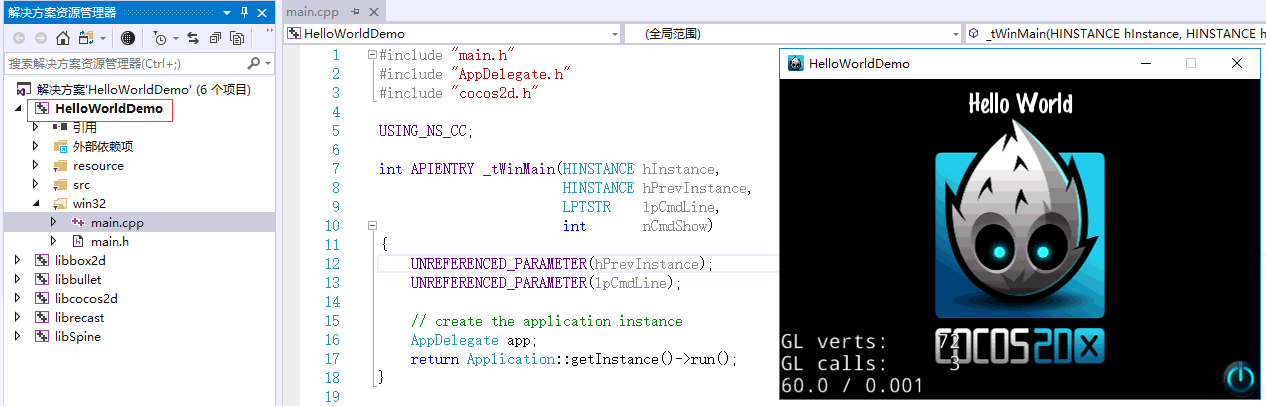 解决方案资源管理器
搜索解决方案资源管理器(Ctrl+;)
解决方案'HelloWorldDemo' (6 个项目)
HelloWorldDemo
引用
外部依赖项
resource
src
win32
main.cpp
main.h
libbox2d
libbullet
libcocos2d
librecast
libSpine
main.cpp
HelloWorldDemo
(全局范围)
_tWinMain(HINSTANCE hInstance, HINSTANCE h
1 #include "main.h"
2 #include "AppDelegate.h"
3 #include "cocos2d.h"
4
5 USING_NS_CC;
6
7 int APIENTRY _tWinMain(HINSTANCE hInstance,
8 HINSTANCE hPrevInstance,
9 LPTSTR lpCmdLine,
10 int nCmdShow)
11 {
12 UNREFERENCED_PARAMETER(hPrevInstance);
13 UNREFERENCED_PARAMETER(lpCmdLine);
14
15 // create the application instance
16 AppDelegate app;
17 return Application::getInstance()->run();
18 }
19
HelloWorldDemo
Hello World
COCOS2DX
GL verts: 72
GL calls: 3
60.0 / 0.001